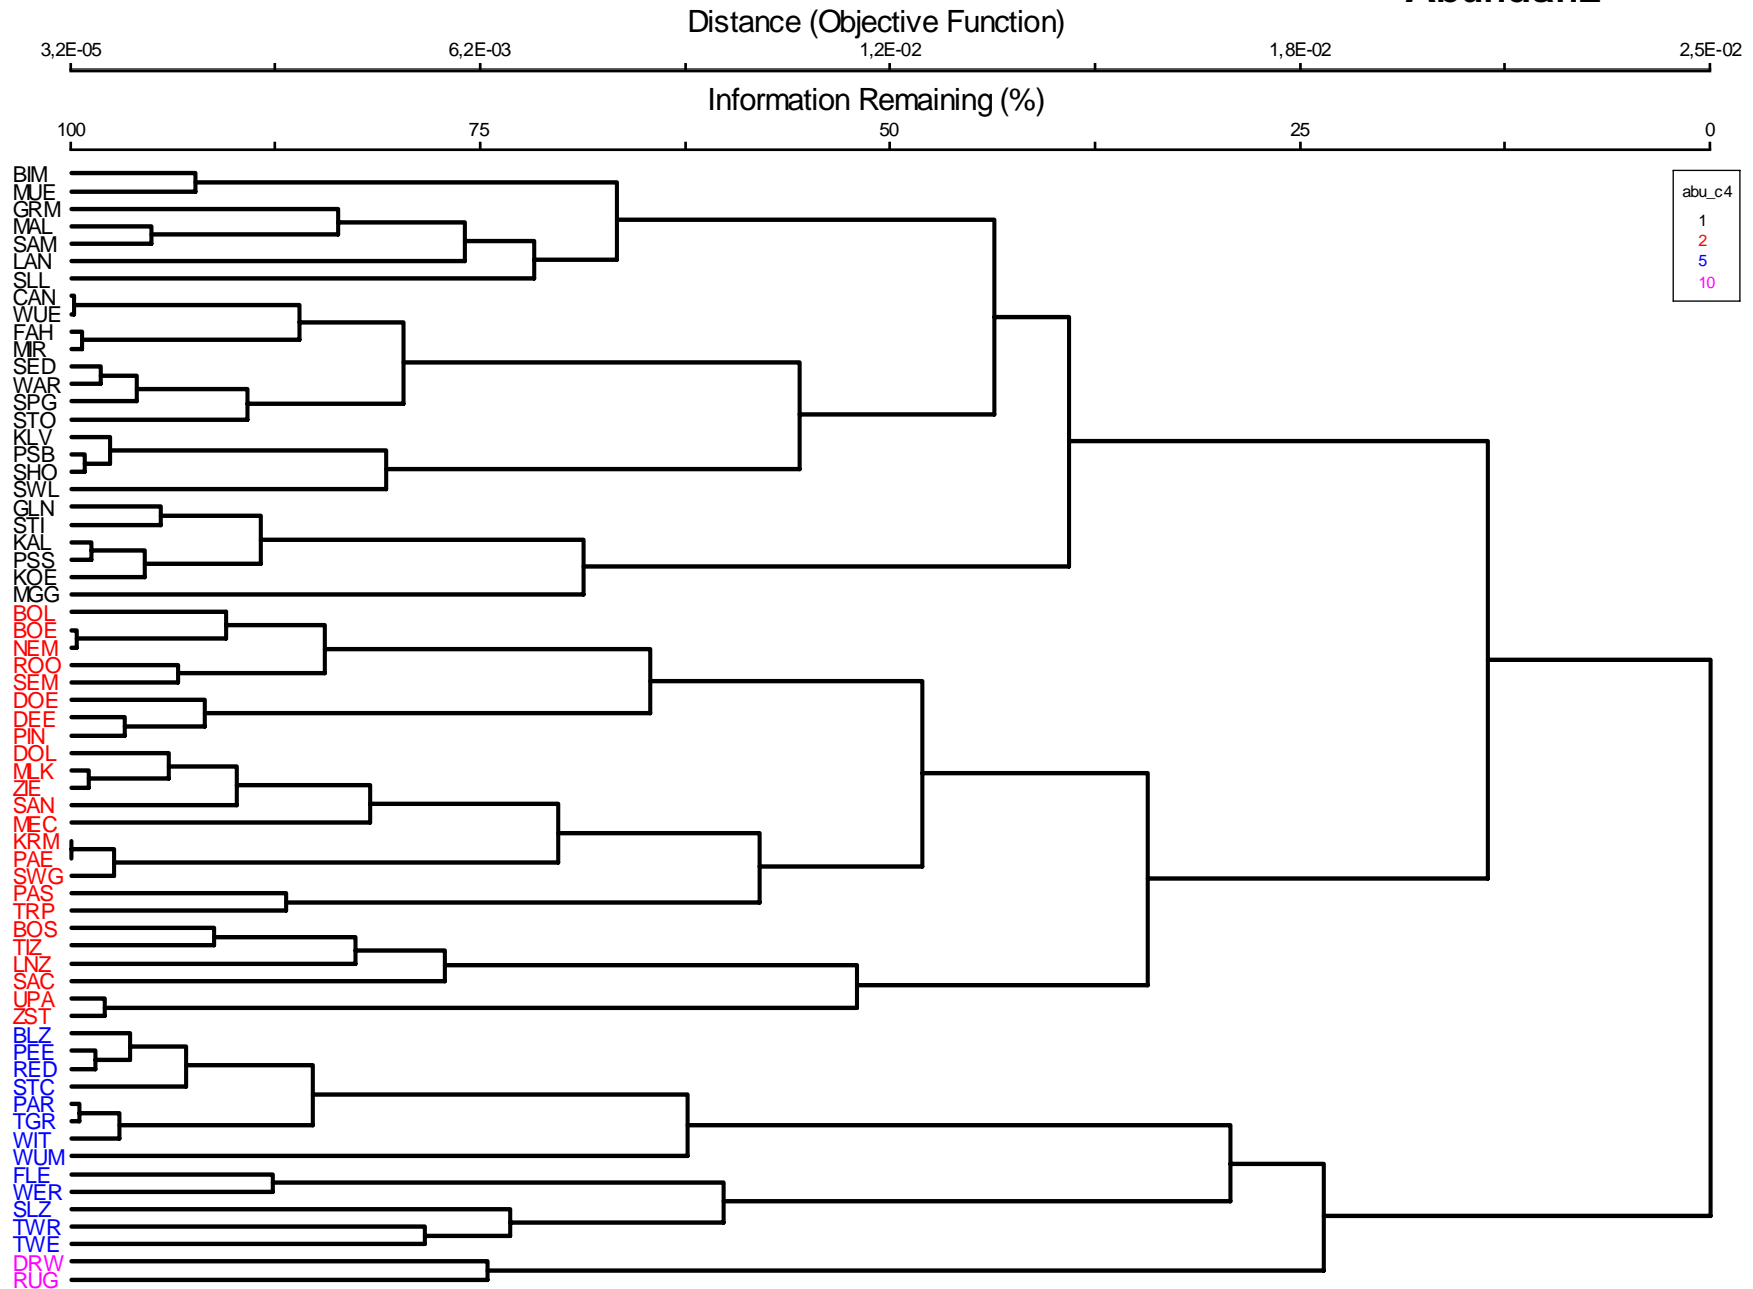 Abundanz
Distance (Objective Function)
3,2E-05 6,2E-03 1,2E-02 1,8E-02 2,5E-02
Information Remaining (%)
100 75 50 25 0
abu_c4
1
2
5
10
BIM
MUE
GRM
MAL
SAM
LAN
SLL
CAN
WUE
FAH
MIR
SED
WAR
SPG
STO
KLV
PSB
SHO
SWL
GLN
STI
KAL
PSS
KOE
MGG
BOL
BOE
NEM
ROO
SEM
DOE
DEE
PIN
DOL
MLK
ZIE
SAN
MEC
KRM
PAE
SWG
PAS
TRP
BOS
TIZ
LNZ
SAC
UPA
ZST
BLZ
PEE
RED
STC
PAR
TGR
WIT
WUM
FLE
WER
SLZ
TWR
TWE
DRW
RUG